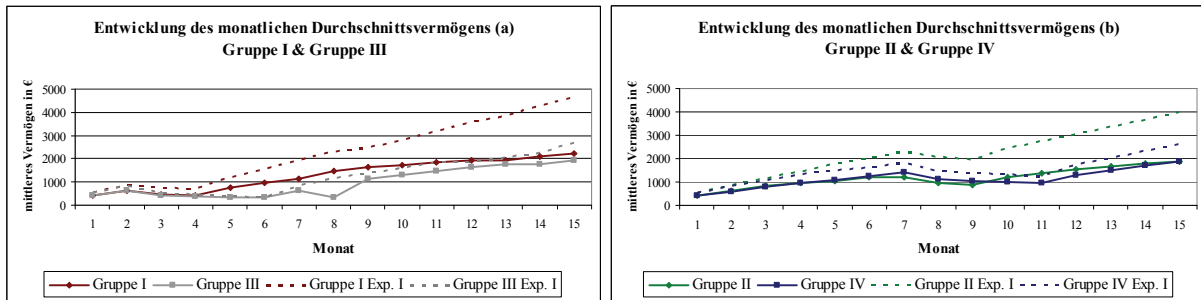 Entwicklung des monatlichen Durchschnittsvermögens (a)
Gruppe I & Gruppe III
mittleres Vermögen in €
5000
4000
3000
2000
1000
0
1 2 3 4 5 6 7 8 9 10 11 12 13 14 15
Monat
Gruppe I Gruppe III Gruppe I Exp. I Gruppe III Exp. I
Entwicklung des monatlichen Durchschnittsvermögens (b)
Gruppe II & Gruppe IV
mittleres Vermögen in €
5000
4000
3000
2000
1000
0
1 2 3 4 5 6 7 8 9 10 11 12 13 14 15
Monat
Gruppe II Gruppe IV Gruppe II Exp. I Gruppe IV Exp. I